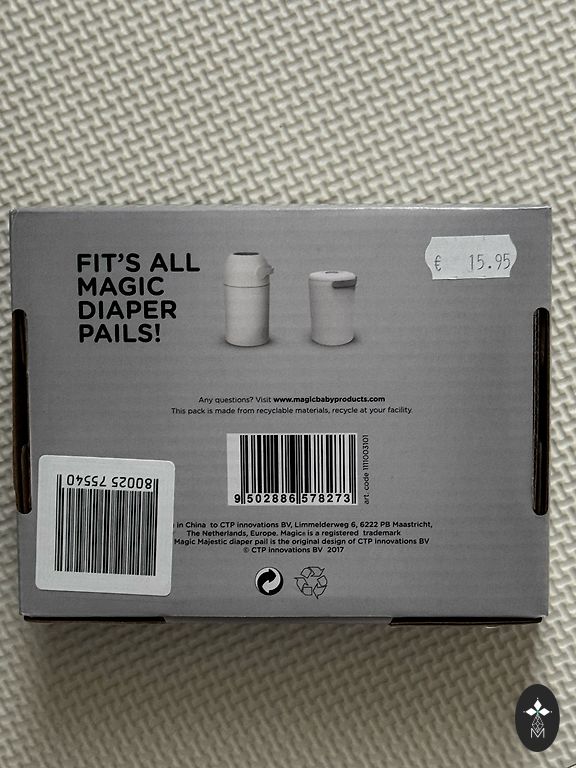 FIT'S ALL
MAGIC
DIAPER
PAILS!
€ 15.95
Any questions? Visit www.magicbabyproducts.com
This pack is made from recyclable materials, recycle at your facility.
9 502886 578273
art. code 1111003101
80025 75540
in China to CTP innovations BV, Limmelderweg 6, 6222 PB Maastricht,
The Netherlands, Europe. Magic is a registered trademark
Magic Majestic diaper pail is the original design of CTP innovations BV
© CTP innovations BV 2017
M